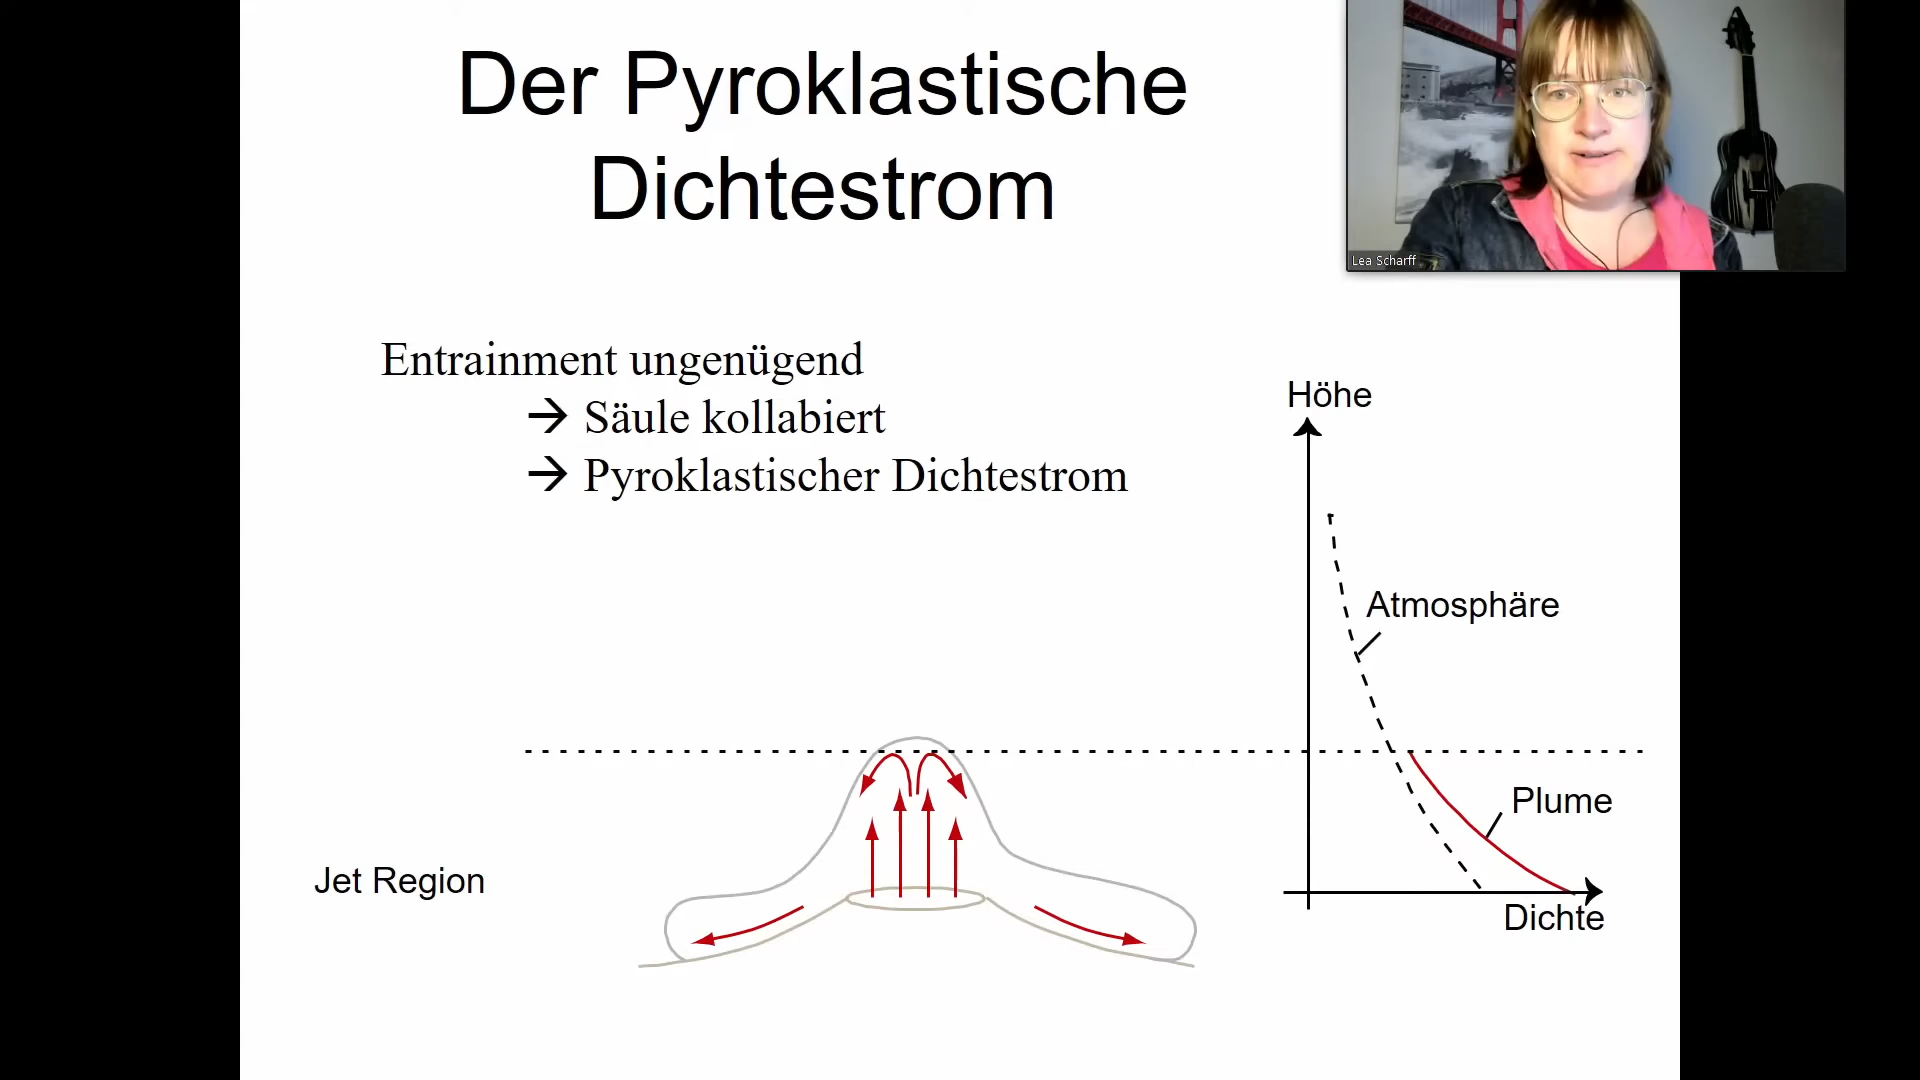 Der Pyroklastische
Dichtestrom
Lea Scharff
Entrainment ungenügend
→ Säule kollabiert
→ Pyroklastischer Dichtestrom
Höhe
Atmosphäre
Plume
Jet Region
Dichte